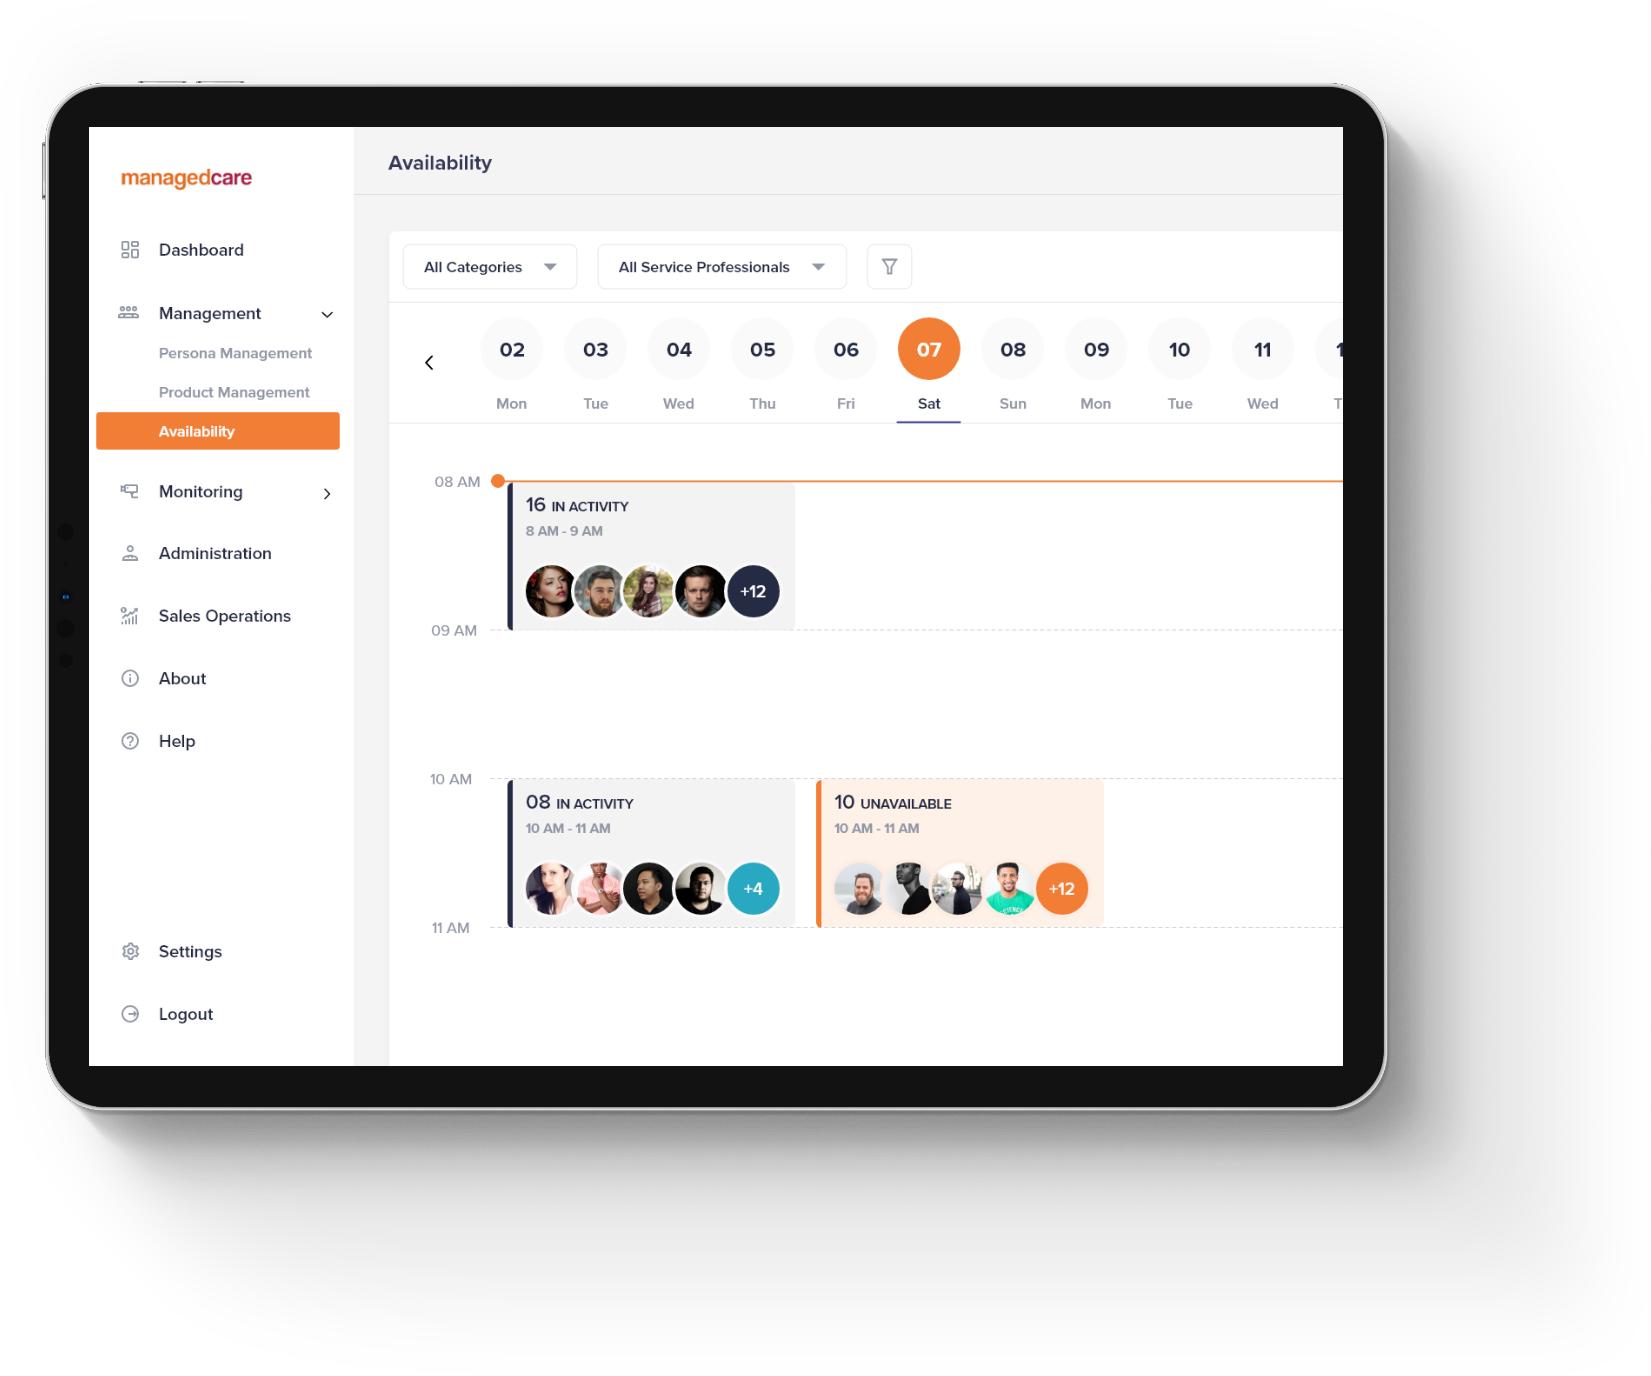 managedcare
Availability
Dashboard
Management
Persona Management
Product Management
Availability
Monitoring
Administration
Sales Operations
About
Help
Settings
Logout
All Categories
All Service Professionals
02 03 04 05 06 07 08 09 10 11
Mon Tue Wed Thu Fri Sat Sun Mon Tue Wed
08 AM
16 IN ACTIVITY
8 AM - 9 AM
+12
09 AM
10 AM
08 IN ACTIVITY
10 AM - 11 AM
+4
10 UNAVAILABLE
10 AM - 11 AM
+12
11 AM